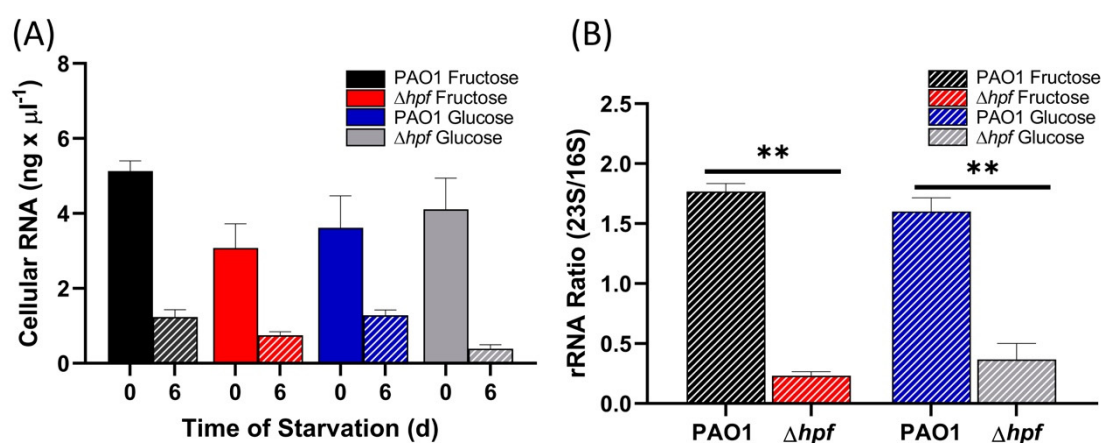 (A)
Cellular RNA (ng x μl-1)
8
6
4
2
0
PAO1 Fructose
Δhpf Fructose
PAO1 Glucose
Δhpf Glucose
0 6 0 6 0 6 0 6
Time of Starvation (d)
(B)
rRNA Ratio (23S/16S)
2.5
2.0
1.5
1.0
0.5
0.0
PAO1 Fructose
Δhpf Fructose
PAO1 Glucose
Δhpf Glucose
** **
PAO1 Δhpf PAO1 Δhpf